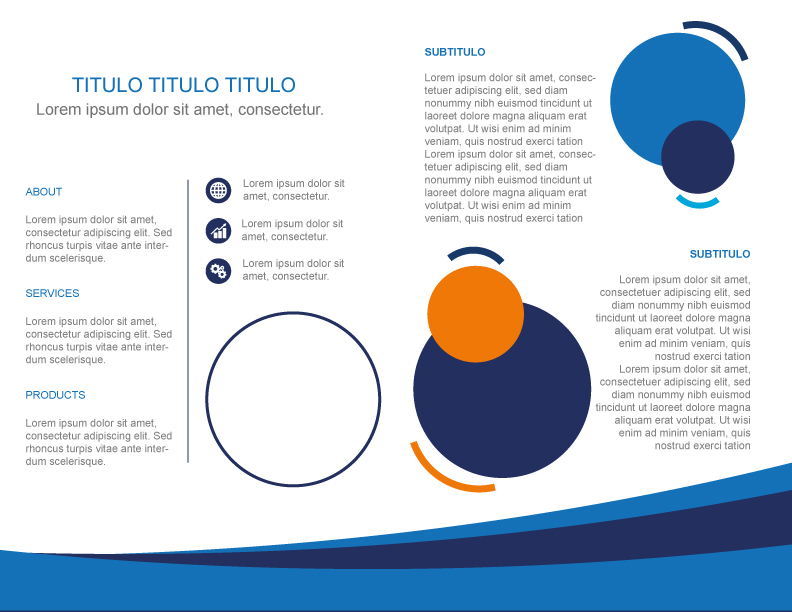 TITULO TITULO TITULO
Lorem ipsum dolor sit amet, consectetur.
ABOUT
Lorem ipsum dolor sit amet,
consectetur adipiscing elit. Sed
rhoncus turpis vitae ante inter-
dum scelerisque.
SERVICES
Lorem ipsum dolor sit amet,
consectetur adipiscing elit. Sed
rhoncus turpis vitae ante inter-
dum scelerisque.
PRODUCTS
Lorem ipsum dolor sit amet,
consectetur adipiscing elit. Sed
rhoncus turpis vitae ante inter-
dum scelerisque.
Lorem ipsum dolor sit
amet, consectetur.
Lorem ipsum dolor sit
amet, consectetur.
Lorem ipsum dolor sit
amet, consectetur.
SUBTITULO
Lorem ipsum dolor sit amet, consec-
tetuer adipiscing elit, sed diam
nonummy nibh euismod tincidunt ut
laoreet dolore magna aliquam erat
volutpat. Ut wisi enim ad minim
veniam, quis nostrud exerci tation
Lorem ipsum dolor sit amet, consec-
tetuer adipiscing elit, sed diam
nonummy nibh euismod tincidunt ut
laoreet dolore magna aliquam erat
volutpat. Ut wisi enim ad minim
veniam, quis nostrud exerci tation
SUBTITULO
Lorem ipsum dolor sit amet,
consectetuer adipiscing elit, sed diam
nonummy nibh euismod
tincidunt ut laoreet dolore magna
aliquam erat volutpat. Ut wisi
enim ad minim veniam, quis
nostrud exerci tation
Lorem ipsum dolor sit amet,
consectetuer adipiscing elit, sed diam
nonummy nibh euismod
tincidunt ut laoreet dolore magna
aliquam erat volutpat. Ut wisi
enim ad minim veniam, quis
nostrud exerci tation